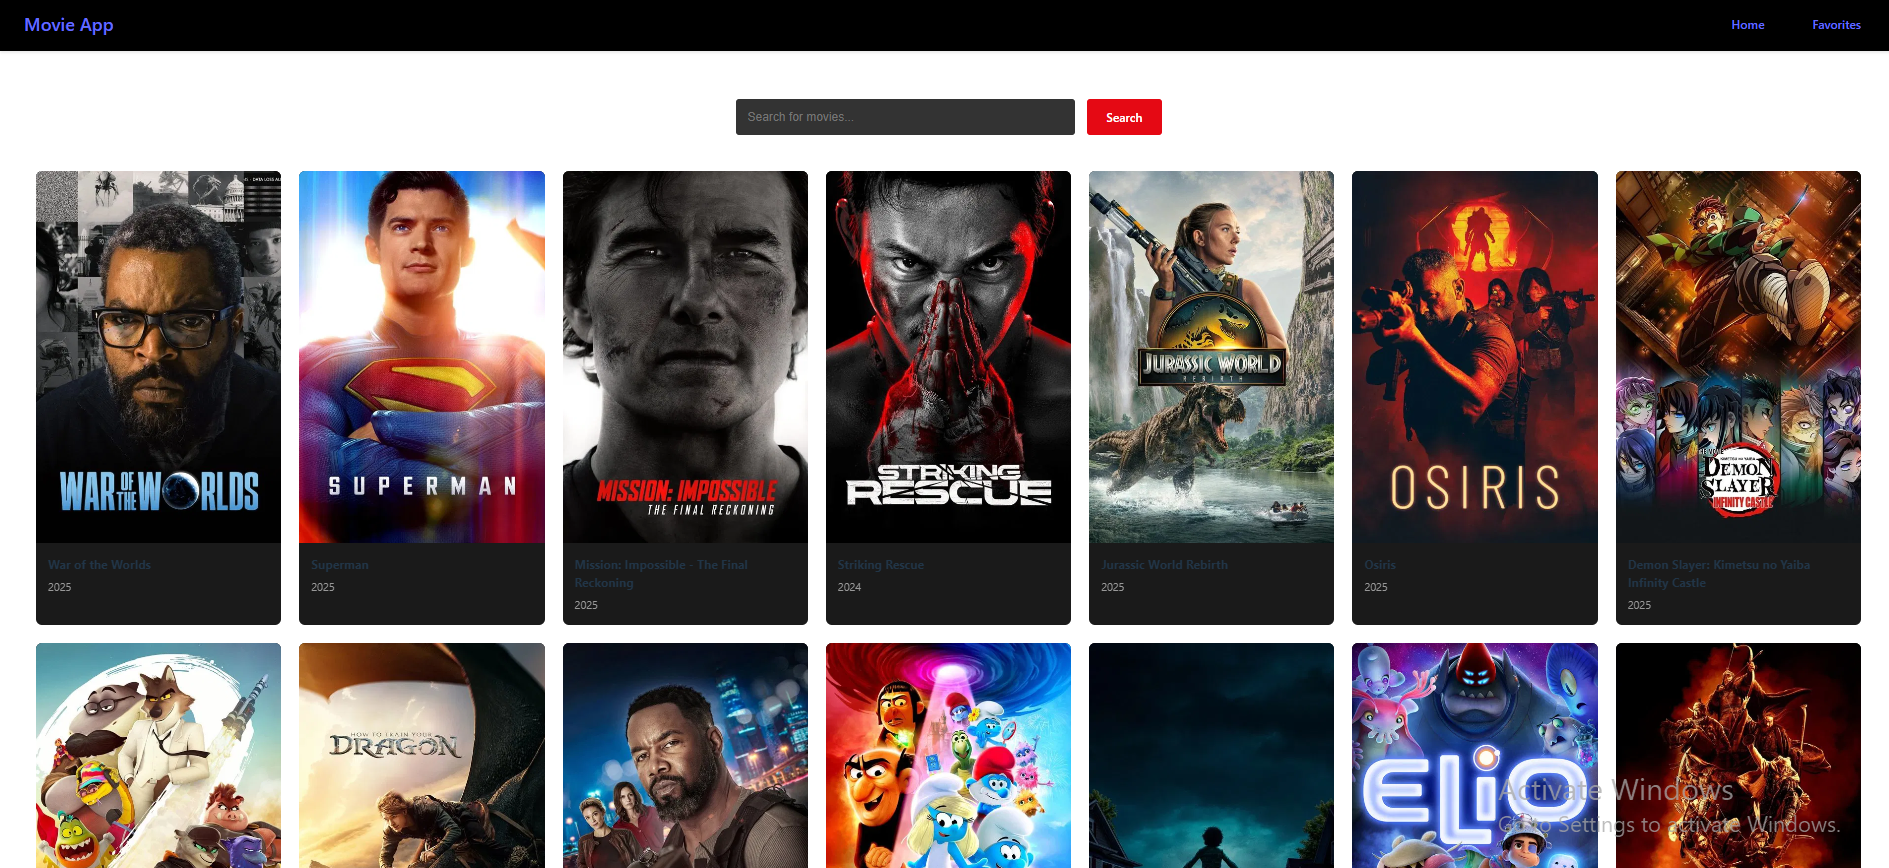 Movie App
Home
Favorites
Search for movies...
Search
WAR OF THE WORLDS
SUPERMAN
MISSION: IMPOSSIBLE
THE FINAL RECKONING
STRIKING
RESCUE
JURASSIC WORLD
REBIRTH
OSIRIS
DEMON
SLAYER
INFINITY CASTLE
War of the Worlds
2025
Superman
2025
Mission: Impossible - The Final
Reckoning
2025
Striking Rescue
2024
Jurassic World Rebirth
2025
Osiris
2025
Demon Slayer: Kimetsu no Yaiba
Infinity Castle
2025
HOW TO TRAIN YOUR
DRAGON
ELIO
Activate Windows
Go to Settings to activate Windows.